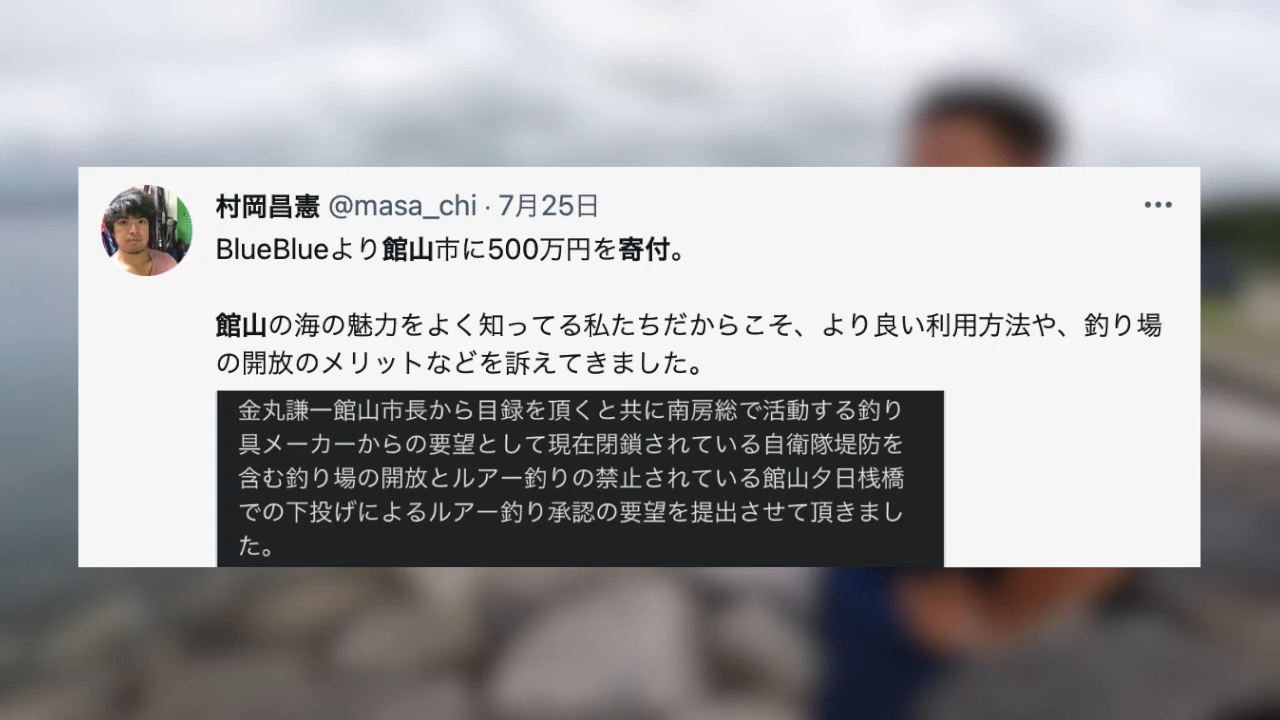 村岡昌憲 @masa_chi · 7月25日
BlueBlueより館山市に500万円を寄付。
館山の海の魅力をよく知ってる私たちだからこそ、より良い利用方法や、釣り場
の開放のメリットなどを訴えてきました。
金丸謙一館山市長から目録を頂くと共に南房総で活動する釣り
具メーカーからの要望として現在閉鎖されている自衛隊堤防を
含む釣り場の開放とルアー釣りの禁止されている館山夕日桟橋
での下投げによるルアー釣り承認の要望を提出させて頂きまし
た。